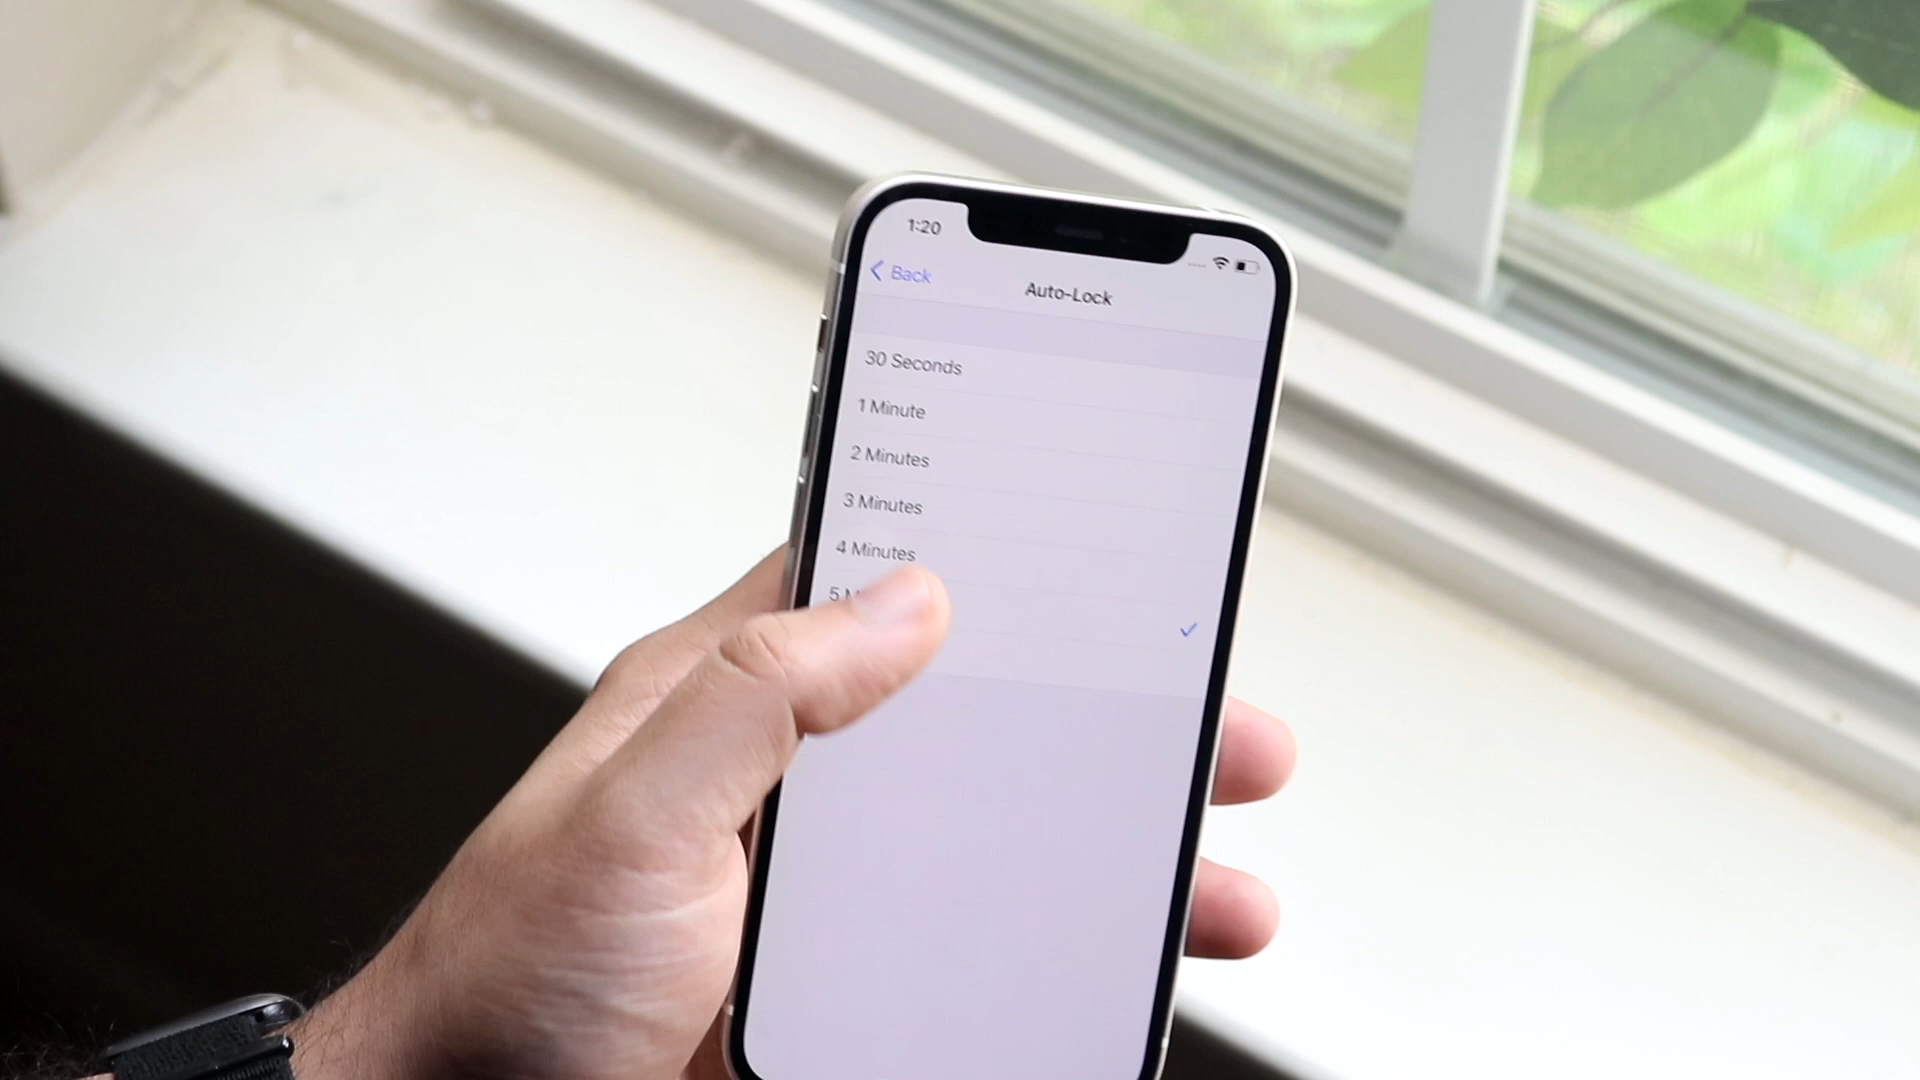 1:20
Back
Auto-Lock
30 Seconds
1 Minute
2 Minutes
3 Minutes
4 Minutes
5